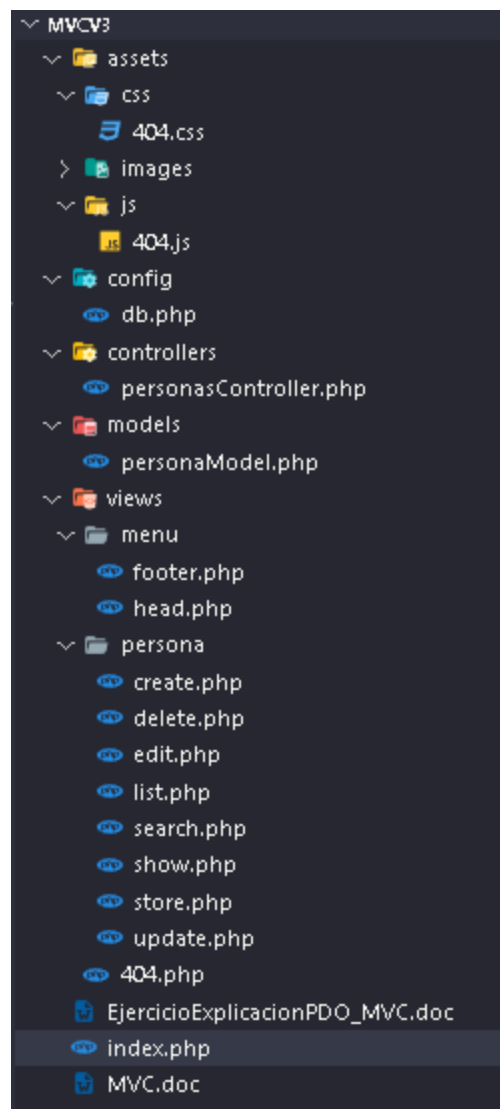 MVCV3
assets
css
404.css
images
js
404.js
config
db.php
controllers
personasController.php
models
personaModel.php
views
menu
footer.php
head.php
persona
create.php
delete.php
edit.php
list.php
search.php
show.php
store.php
update.php
404.php
EjercicioExplicacionPDO_MVC.doc
index.php
MVC.doc